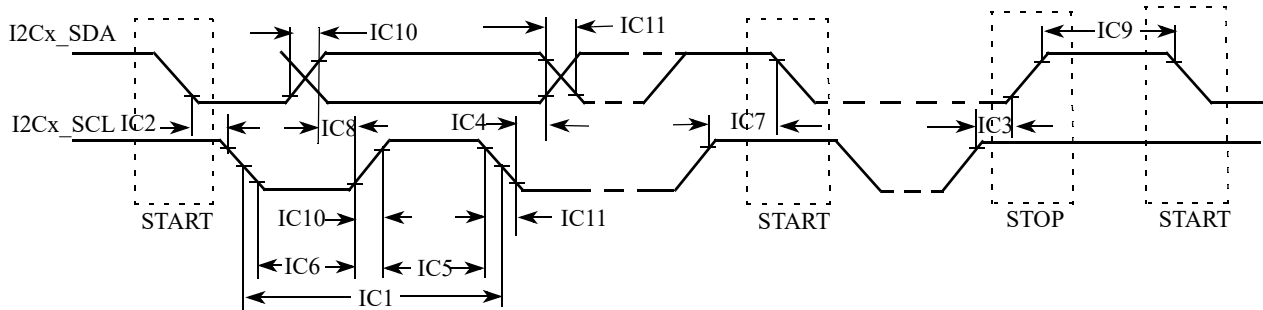 I2Cx_SDA IC10 IC11 IC9
I2Cx_SCL IC2 IC8 IC4 IC7 IC3
START IC10 IC11 START STOP START
IC6 IC5
IC1